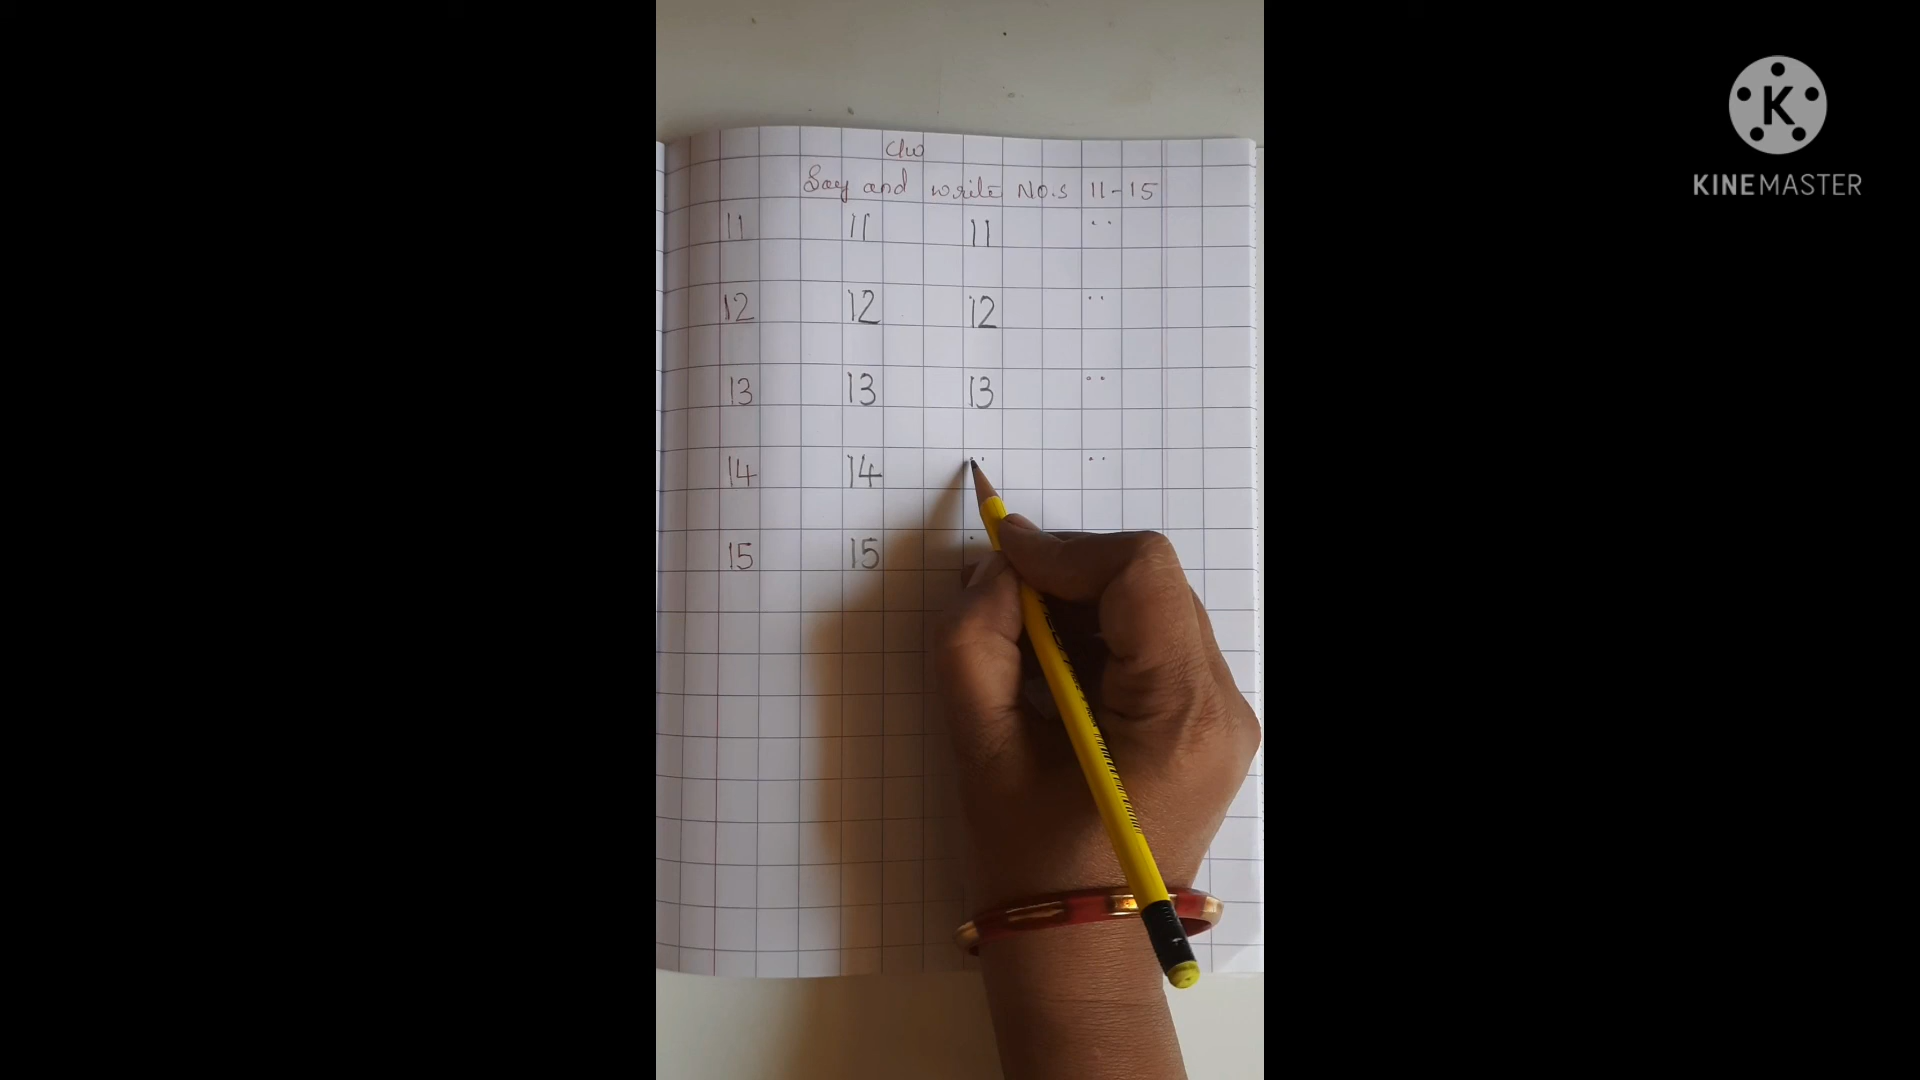 C/w
Say and write No.s 11-15
11 11 11
12 12 12
13 13 13
14 14
15 15
K
KINEMASTER